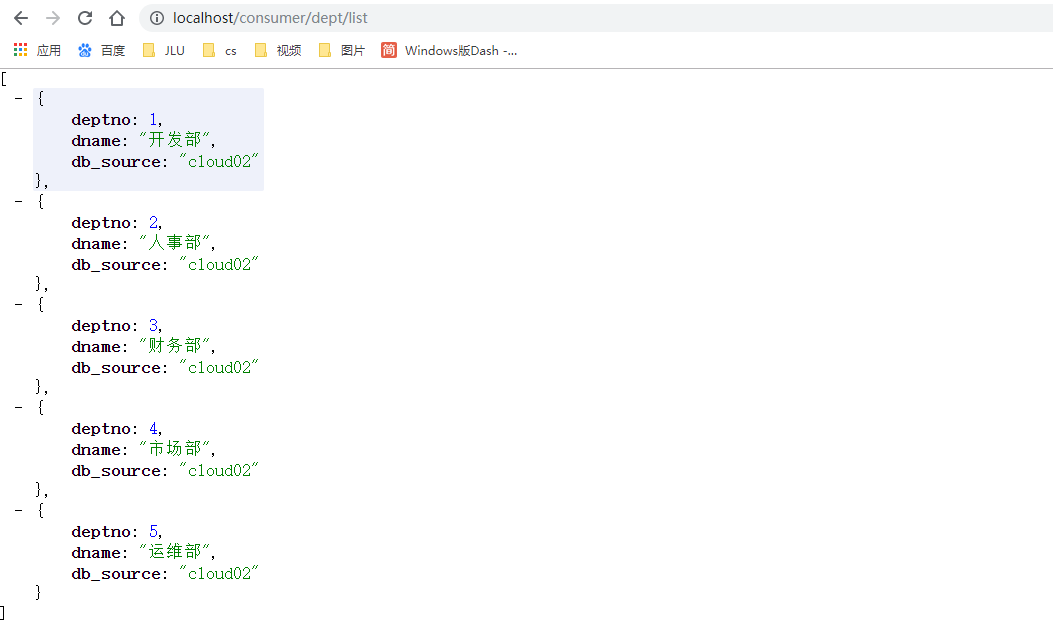 localhost/consumer/dept/list
应用 百度 JLU cs 视频 图片 简 Windows版Dash -...
[
- {
deptno: 1,
dname: "开发部",
db_source: "cloud02"
},
- {
deptno: 2,
dname: "人事部",
db_source: "cloud02"
},
- {
deptno: 3,
dname: "财务部",
db_source: "cloud02"
},
- {
deptno: 4,
dname: "市场部",
db_source: "cloud02"
},
- {
deptno: 5,
dname: "运维部",
db_source: "cloud02"
}
]